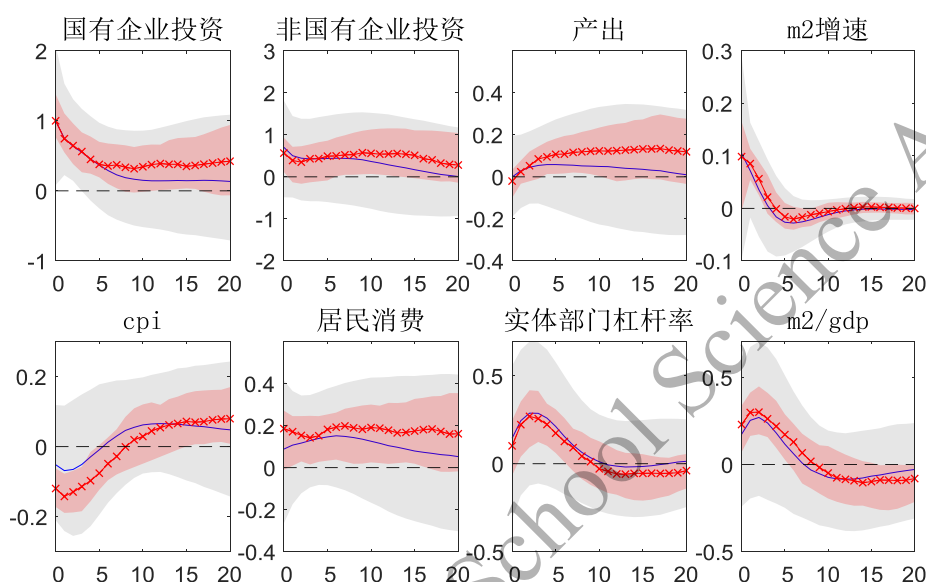 国有企业投资 非国有企业投资 产出 m2增速
2 3 0.4 0.3
1 2 0.2 0.2
0 1 0 0.1
-1 0 -0.2 0
-1 -0.4 -0.1
-2
0 5 10 15 20 0 5 10 15 20 0 5 10 15 20 0 5 10 15 20
cpi 居民消费 实体部门杠杆率 m2/gdp
0.2 0.4 0.5 0.5
0 0.2 0 0
-0.2 0 -0.5 -0.5
-0.4
0 5 10 15 20 0 5 10 15 20 0 5 10 15 20 0 5 10 15 20
School Science A